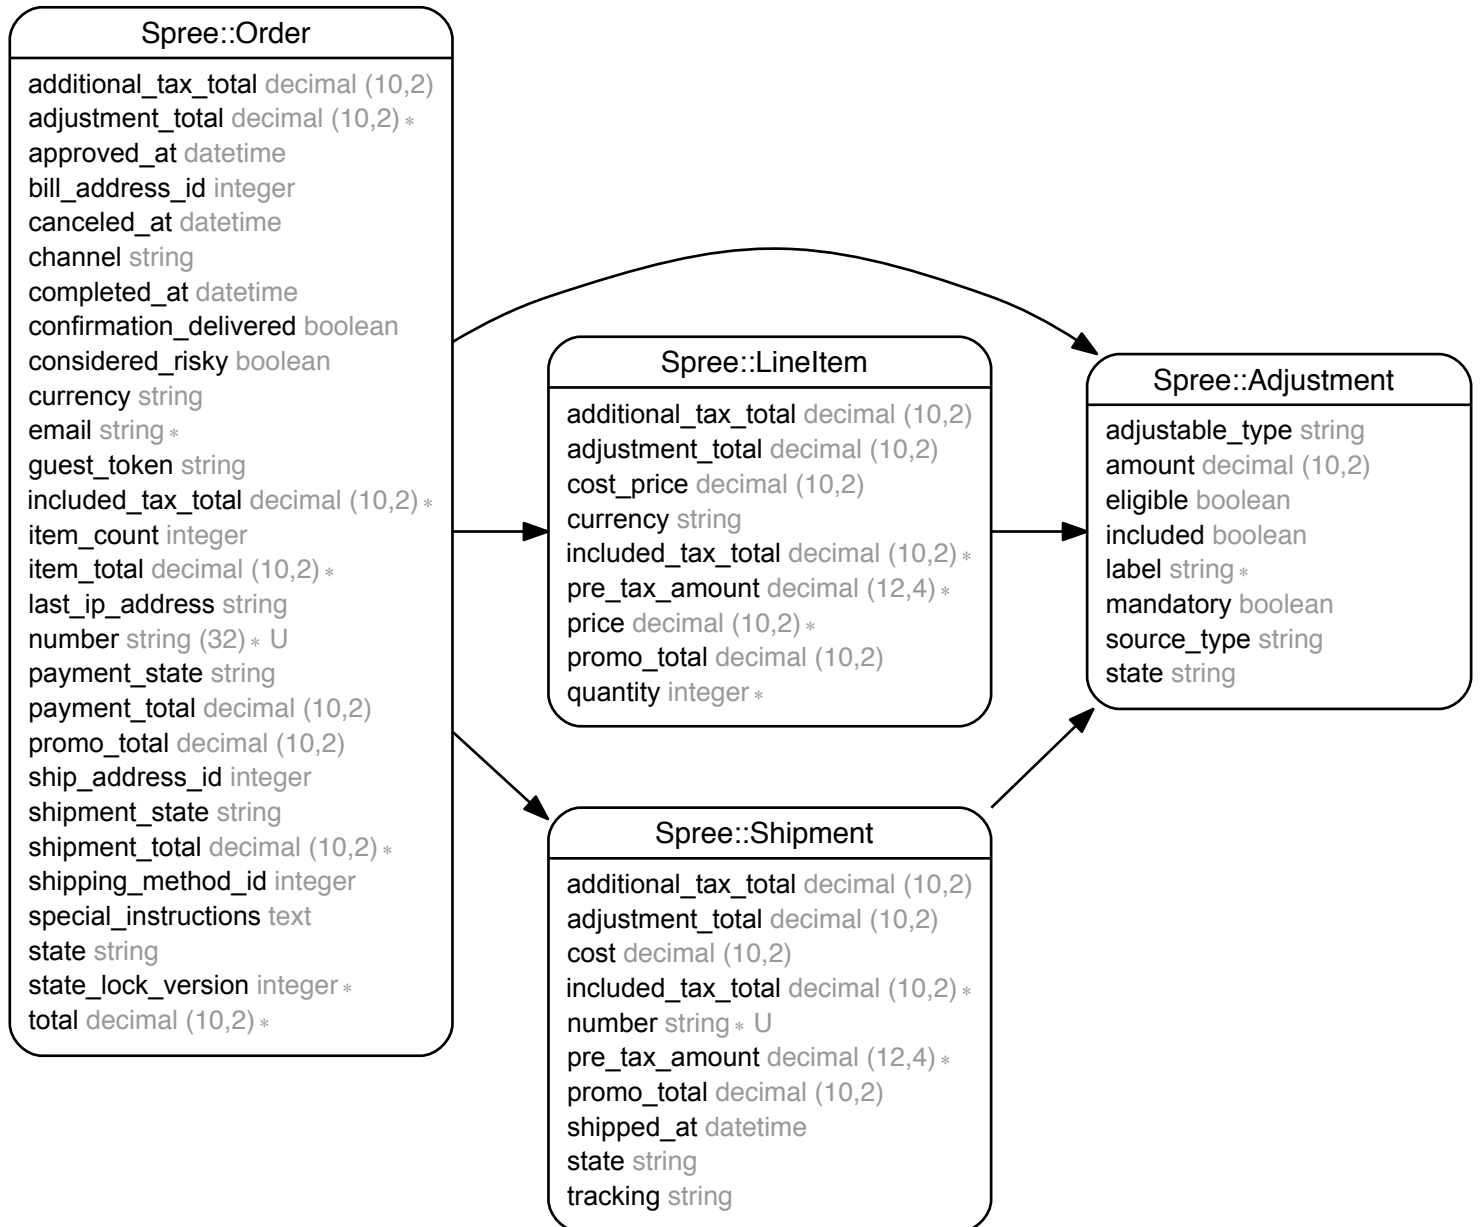 Spree::Order
additional_tax_total decimal (10,2)
adjustment_total decimal (10,2) ∗
approved_at datetime
bill_address_id integer
canceled_at datetime
channel string
completed_at datetime
confirmation_delivered boolean
considered_risky boolean
currency string
email string ∗
guest_token string
included_tax_total decimal (10,2) ∗
item_count integer
item_total decimal (10,2) ∗
last_ip_address string
number string (32) ∗ U
payment_state string
payment_total decimal (10,2)
promo_total decimal (10,2)
ship_address_id integer
shipment_state string
shipment_total decimal (10,2) ∗
shipping_method_id integer
special_instructions text
state string
state_lock_version integer ∗
total decimal (10,2) ∗
Spree::LineItem
additional_tax_total decimal (10,2)
adjustment_total decimal (10,2)
cost_price decimal (10,2)
currency string
included_tax_total decimal (10,2) ∗
pre_tax_amount decimal (12,4) ∗
price decimal (10,2) ∗
promo_total decimal (10,2)
quantity integer ∗
Spree::Shipment
additional_tax_total decimal (10,2)
adjustment_total decimal (10,2)
cost decimal (10,2)
included_tax_total decimal (10,2) ∗
number string ∗ U
pre_tax_amount decimal (12,4) ∗
promo_total decimal (10,2)
shipped_at datetime
state string
tracking string
Spree::Adjustment
adjustable_type string
amount decimal (10,2)
eligible boolean
included boolean
label string ∗
mandatory boolean
source_type string
state string